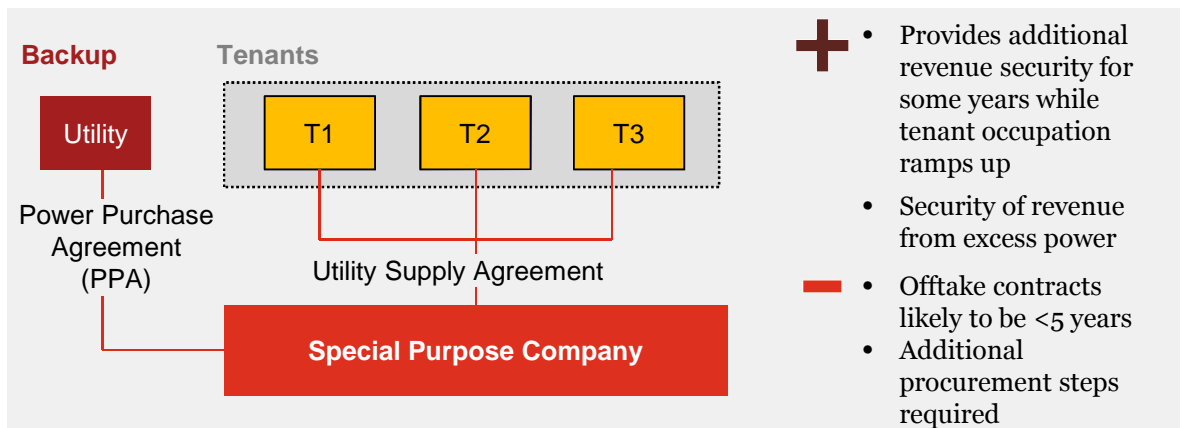 Backup
Tenants
Utility
T1
T2
T3
Power Purchase
Agreement
(PPA)
Utility Supply Agreement
Special Purpose Company
• Provides additional
revenue security for
some years while
tenant occupation
ramps up
• Security of revenue
from excess power
• Offtake contracts
likely to be <5 years
• Additional
procurement steps
required